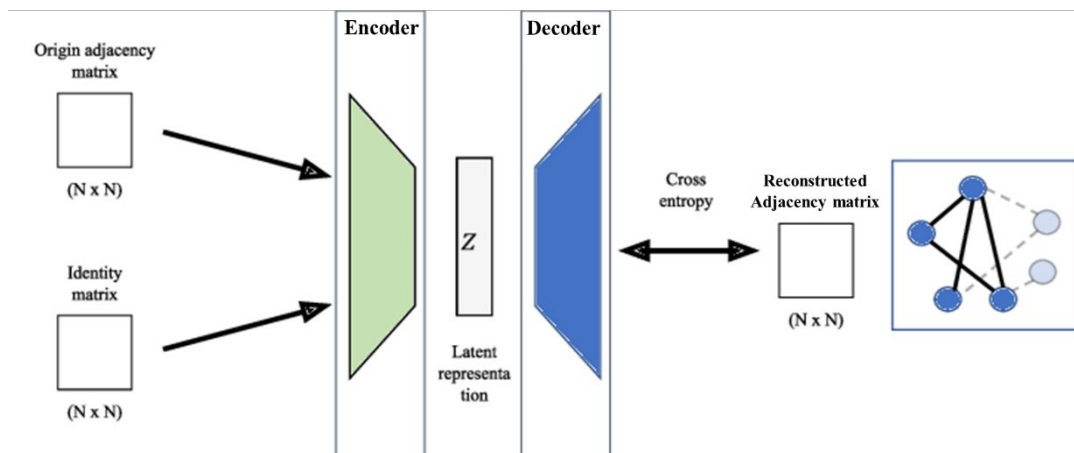 Origin adjacency
matrix
(N x N)
Identity
matrix
(N x N)
Encoder
Z
Latent
representa
tion
Decoder
Cross
entropy
Reconstructed
Adjacency matrix
(N x N)